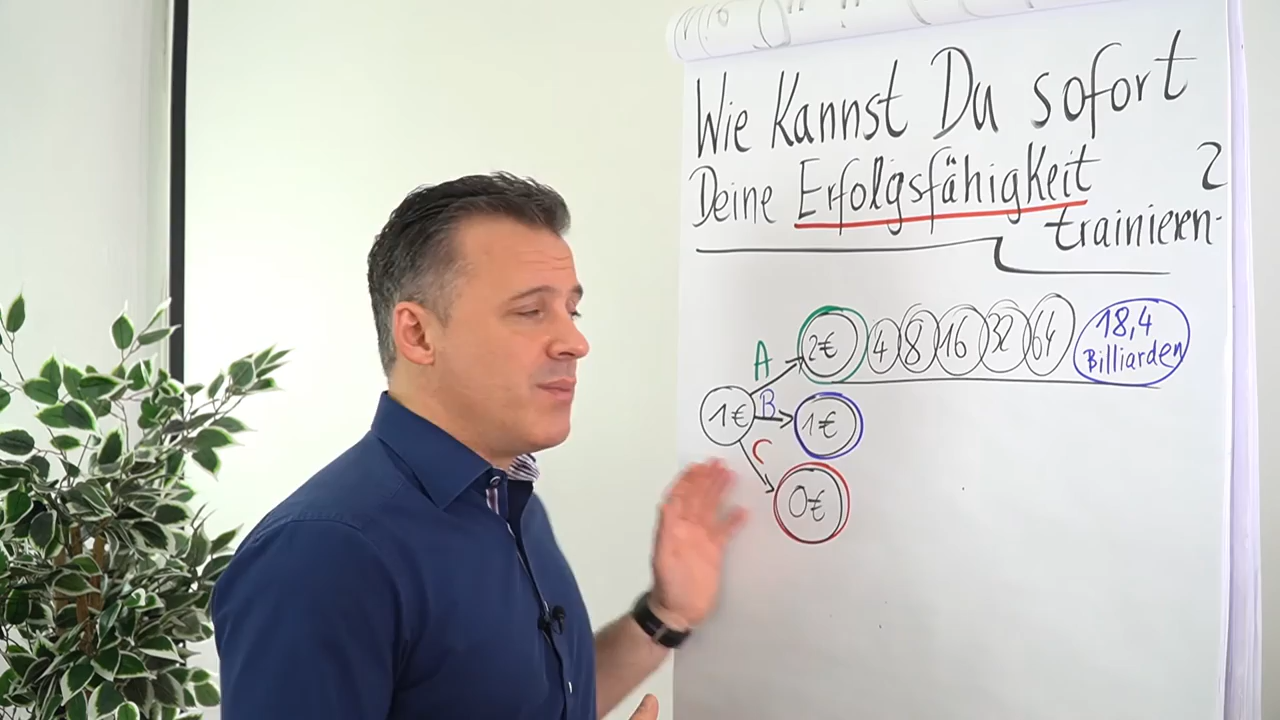 Wie Kannst Du sofort
Deine Erfolgsfähigkeit
trainieren?
A 2€ 4 8 16 32 64 18,4 Billiarden
1€ B 1€
C 0€